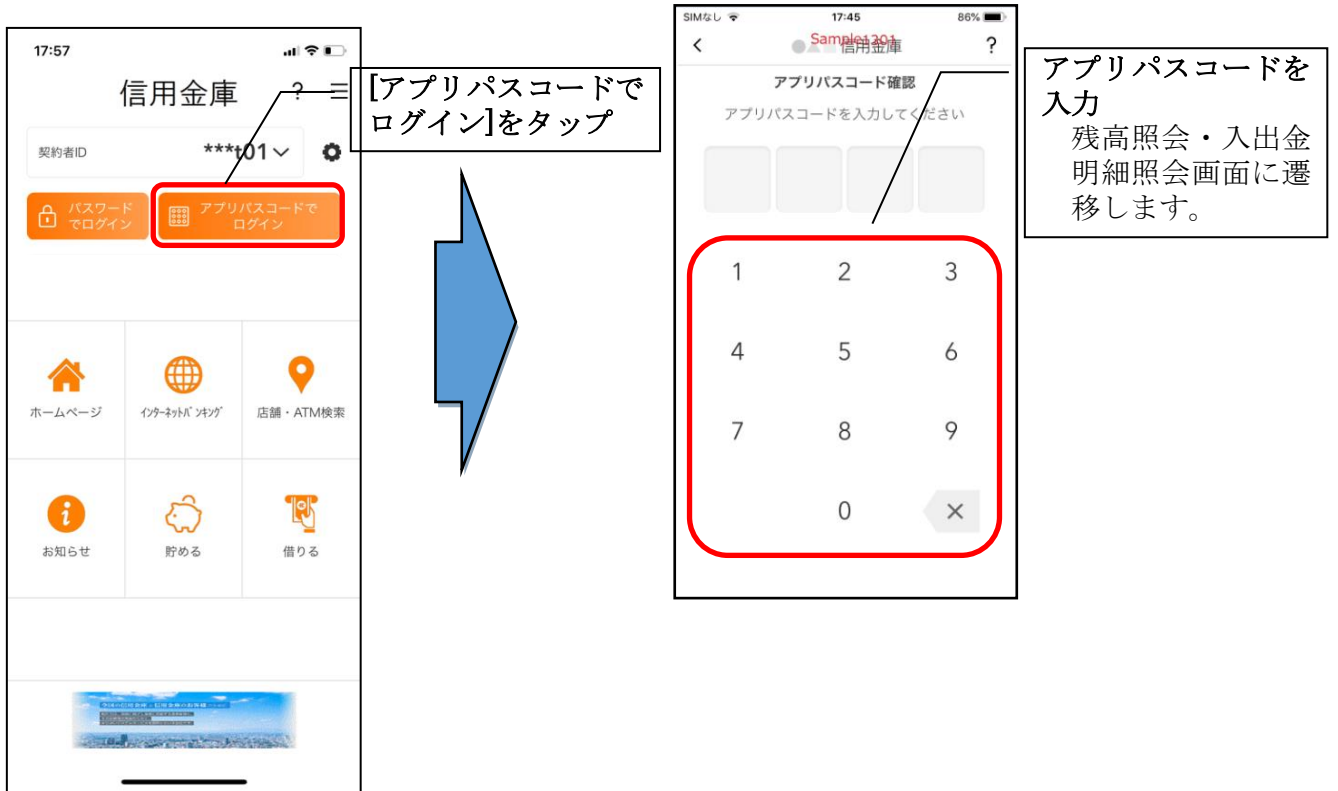 17:57
信用金庫
? ≡
契約者ID
***t01
パスワード
でログイン
アプリパスコードで
ログイン
ホームページ
インターネットバンキング
店舗・ATM検索
お知らせ
貯める
借りる
[アプリパスコードで
ログイン]をタップ
SIMなし
17:45
86%
Sample1201
信用金庫
?
アプリパスコード確認
アプリパスコードを入力してください
1 2 3
4 5 6
7 8 9
0
アプリパスコードを
入力
残高照会・入出金
明細照会画面に遷
移します。